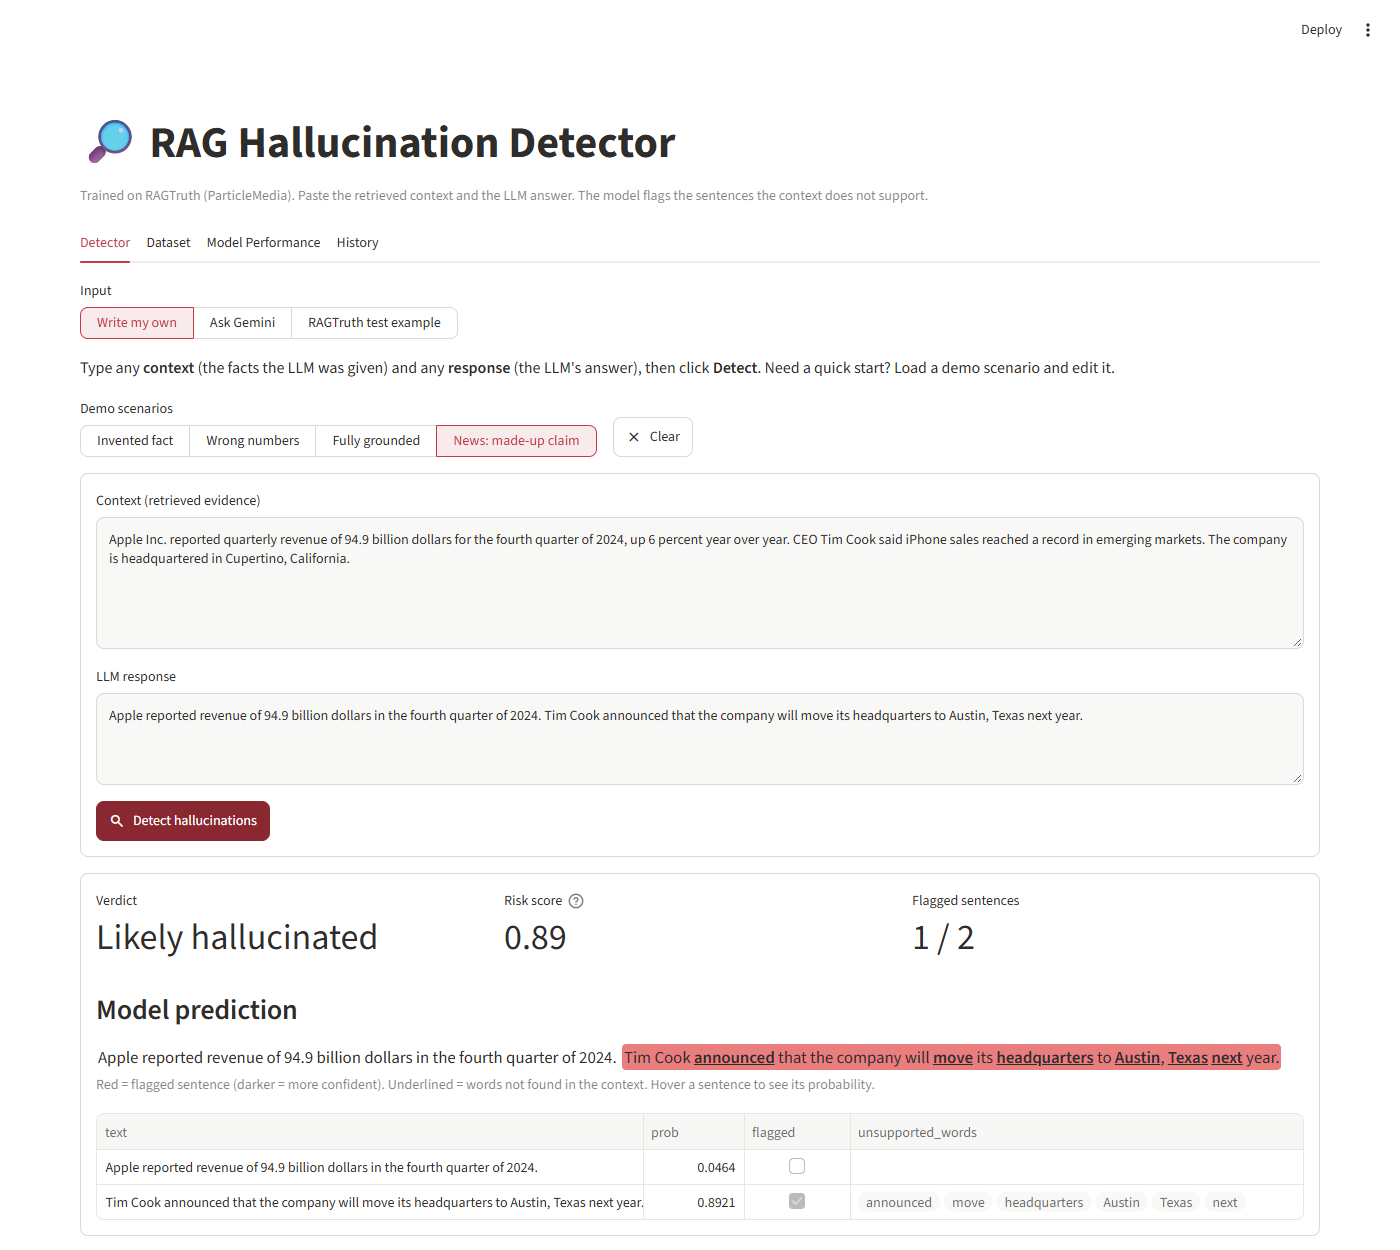 Deploy
RAG Hallucination Detector
Trained on RAGTruth (ParticleMedia). Paste the retrieved context and the LLM answer. The model flags the sentences the context does not support.
Detector Dataset Model Performance History
Input
Write my own Ask Gemini RAGTruth test example
Type any context (the facts the LLM was given) and any response (the LLM's answer), then click Detect. Need a quick start? Load a demo scenario and edit it.
Demo scenarios
Invented fact Wrong numbers Fully grounded News: made-up claim Clear
Context (retrieved evidence)
Apple Inc. reported quarterly revenue of 94.9 billion dollars for the fourth quarter of 2024, up 6 percent year over year. CEO Tim Cook said iPhone sales reached a record in emerging markets. The company
is headquartered in Cupertino, California.
LLM response
Apple reported revenue of 94.9 billion dollars in the fourth quarter of 2024. Tim Cook announced that the company will move its headquarters to Austin, Texas next year.
Detect hallucinations
Verdict Risk score Flagged sentences
Likely hallucinated 0.89 1 / 2
Model prediction
Apple reported revenue of 94.9 billion dollars in the fourth quarter of 2024. Tim Cook announced that the company will move its headquarters to Austin, Texas next year.
Red = flagged sentence (darker = more confident). Underlined = words not found in the context. Hover a sentence to see its probability.
text prob flagged unsupported_words
Apple reported revenue of 94.9 billion dollars in the fourth quarter of 2024. 0.0464
Tim Cook announced that the company will move its headquarters to Austin, Texas next year. 0.8921 announced move headquarters Austin Texas next